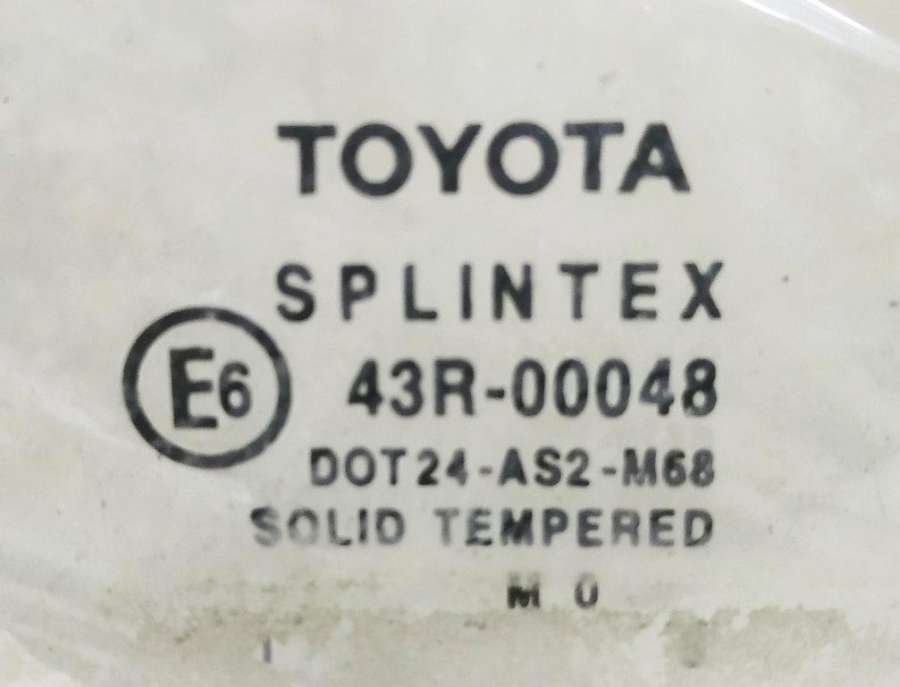 TOYOTA
SPLINTEX
E6 43R-00048
DOT24-AS2-M68
SOLID TEMPERED
M 0